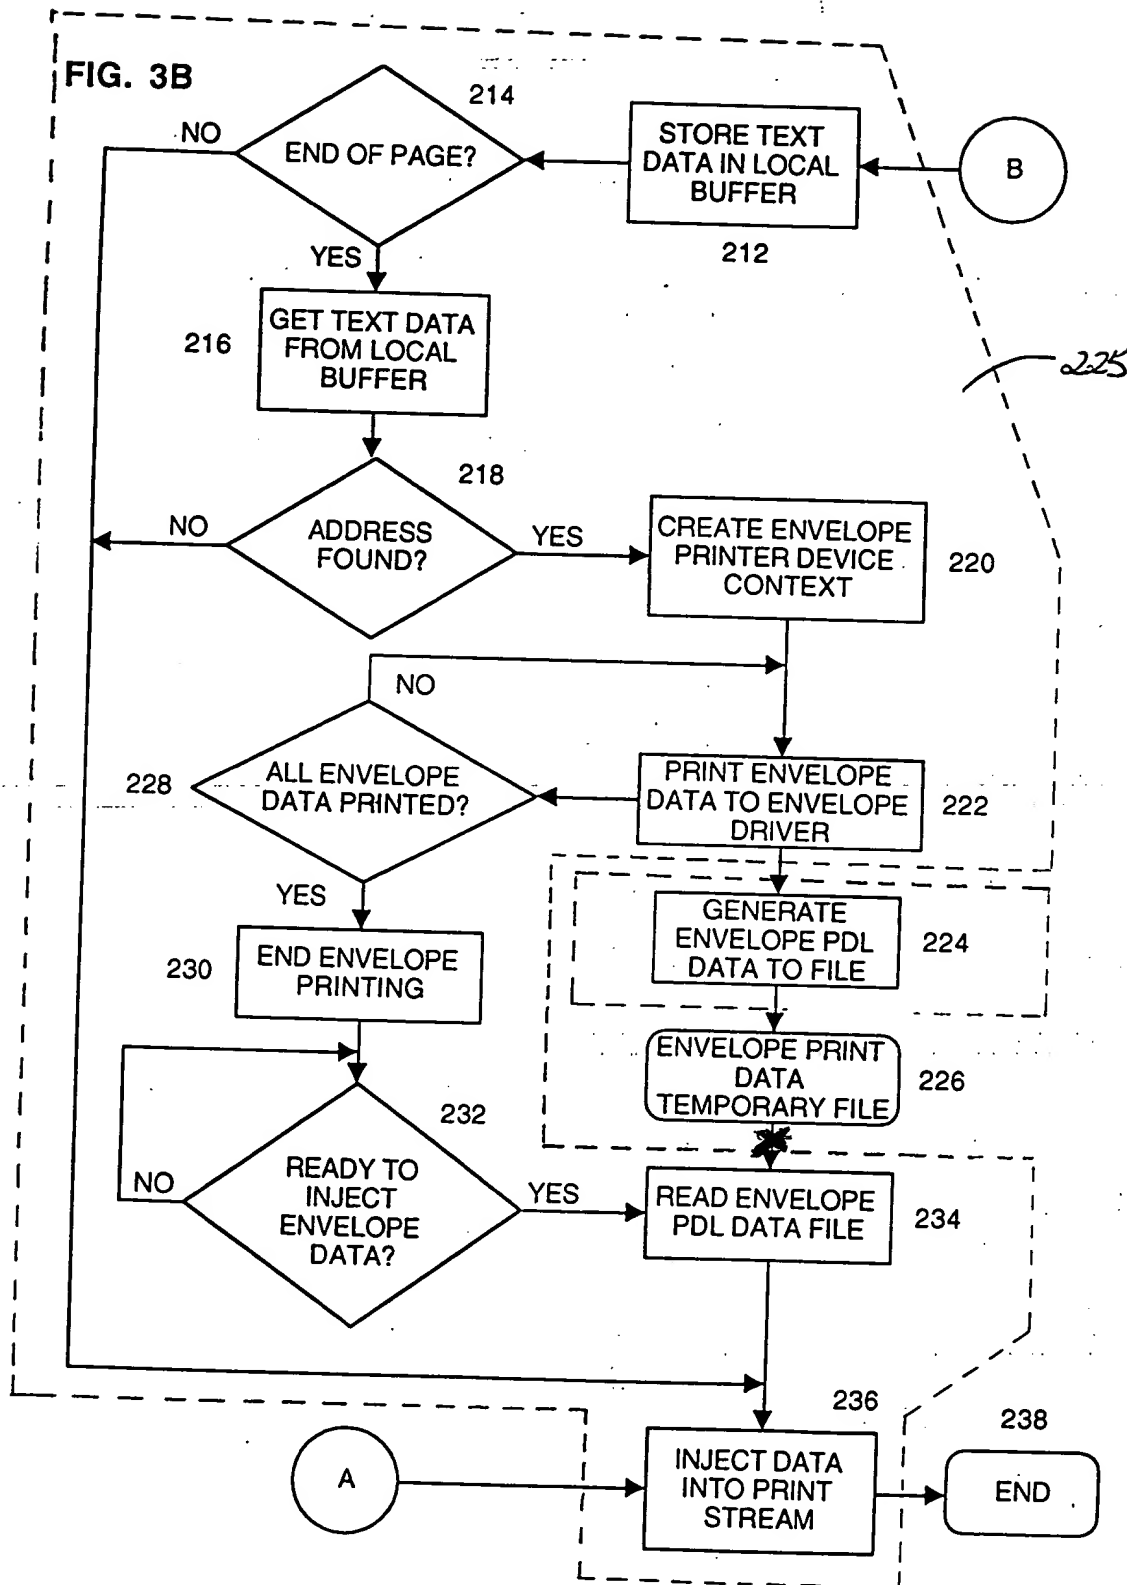 FIG. 3B
214
NO
END OF PAGE?
STORE TEXT
DATA IN LOCAL
BUFFER
B
212
YES
216
GET TEXT DATA
FROM LOCAL
BUFFER
225
218
NO
ADDRESS
FOUND?
YES
CREATE ENVELOPE
PRINTER DEVICE
CONTEXT
220
NO
228
ALL ENVELOPE
DATA PRINTED?
PRINT ENVELOPE
DATA TO ENVELOPE
DRIVER
222
YES
GENERATE
ENVELOPE PDL
DATA TO FILE
224
230
END ENVELOPE
PRINTING
ENVELOPE PRINT
DATA
TEMPORARY FILE
226
232
NO
READY TO
INJECT
ENVELOPE
DATA?
YES
READ ENVELOPE
PDL DATA FILE
234
236
238
A
INJECT DATA
INTO PRINT
STREAM
END